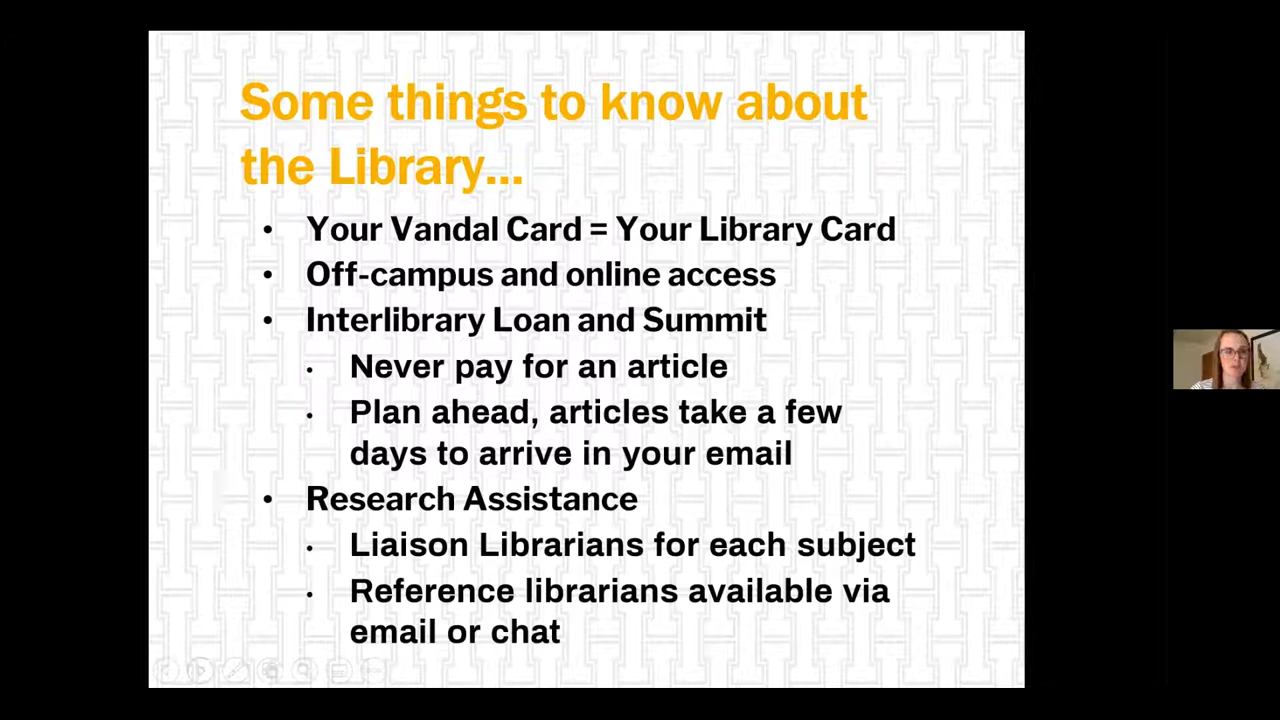 Some things to know about
the Library...
• Your Vandal Card = Your Library Card
• Off-campus and online access
• Interlibrary Loan and Summit
• Never pay for an article
• Plan ahead, articles take a few
days to arrive in your email
• Research Assistance
• Liaison Librarians for each subject
• Reference librarians available via
email or chat